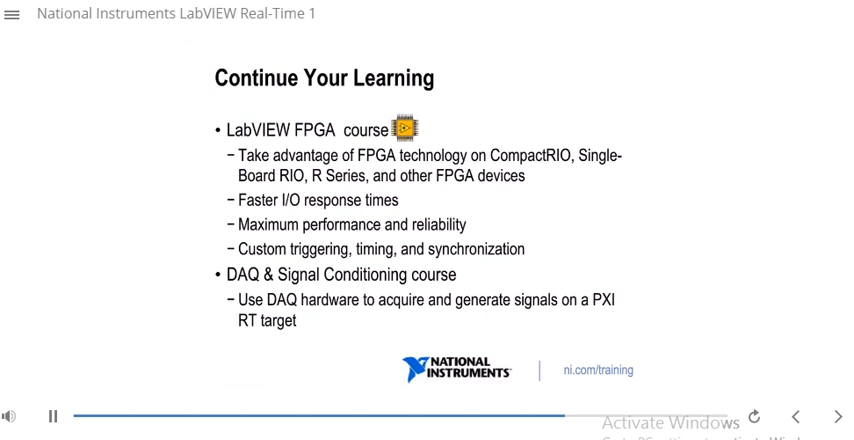 National Instruments LabVIEW Real-Time 1
Continue Your Learning
• LabVIEW FPGA course
– Take advantage of FPGA technology on CompactRIO, Single-
Board RIO, R Series, and other FPGA devices
– Faster I/O response times
– Maximum performance and reliability
– Custom triggering, timing, and synchronization
• DAQ & Signal Conditioning course
– Use DAQ hardware to acquire and generate signals on a PXI
RT target
NATIONAL
INSTRUMENTS
ni.com/training
Activate Windows